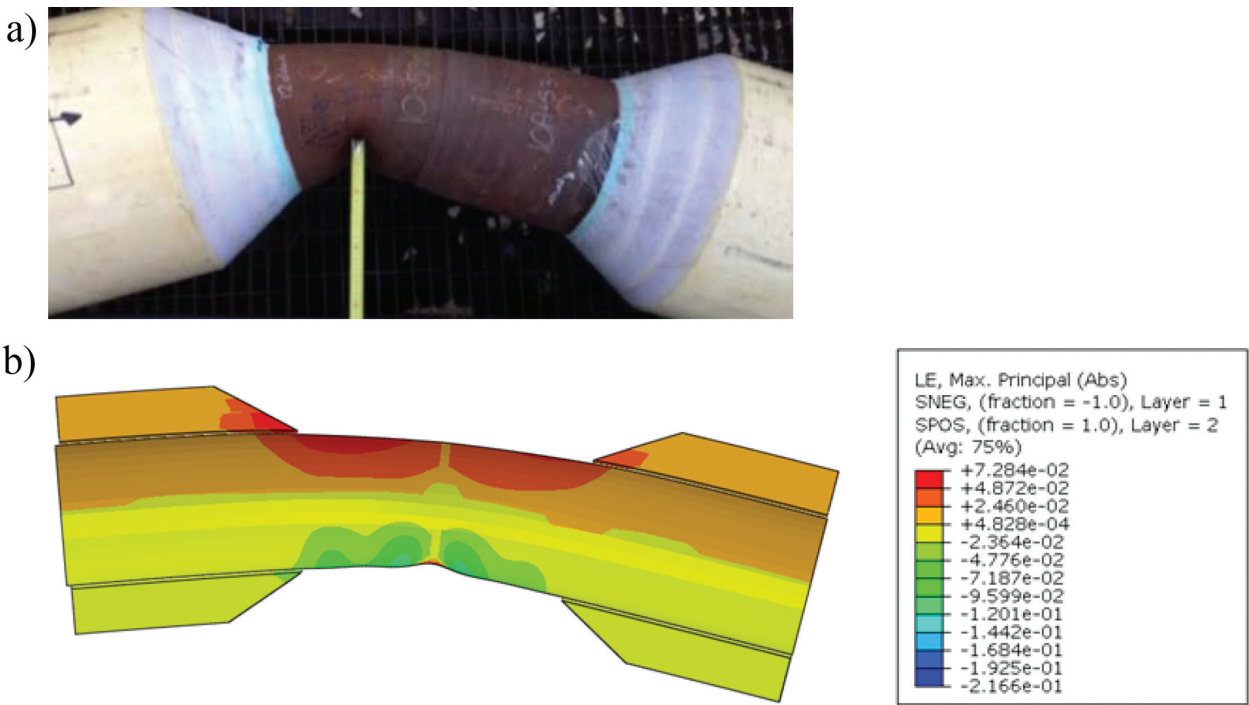 a)
10-53
b)
LE, Max. Principal (Abs)
SNEG, (fraction = -1.0), Layer = 1
SPOS, (fraction = 1.0), Layer = 2
(Avg: 75%)
+7.284e-02
+4.872e-02
+2.460e-02
+4.828e-04
-2.364e-02
-4.776e-02
-7.187e-02
-9.599e-02
-1.201e-01
-1.442e-01
-1.684e-01
-1.925e-01
-2.166e-01